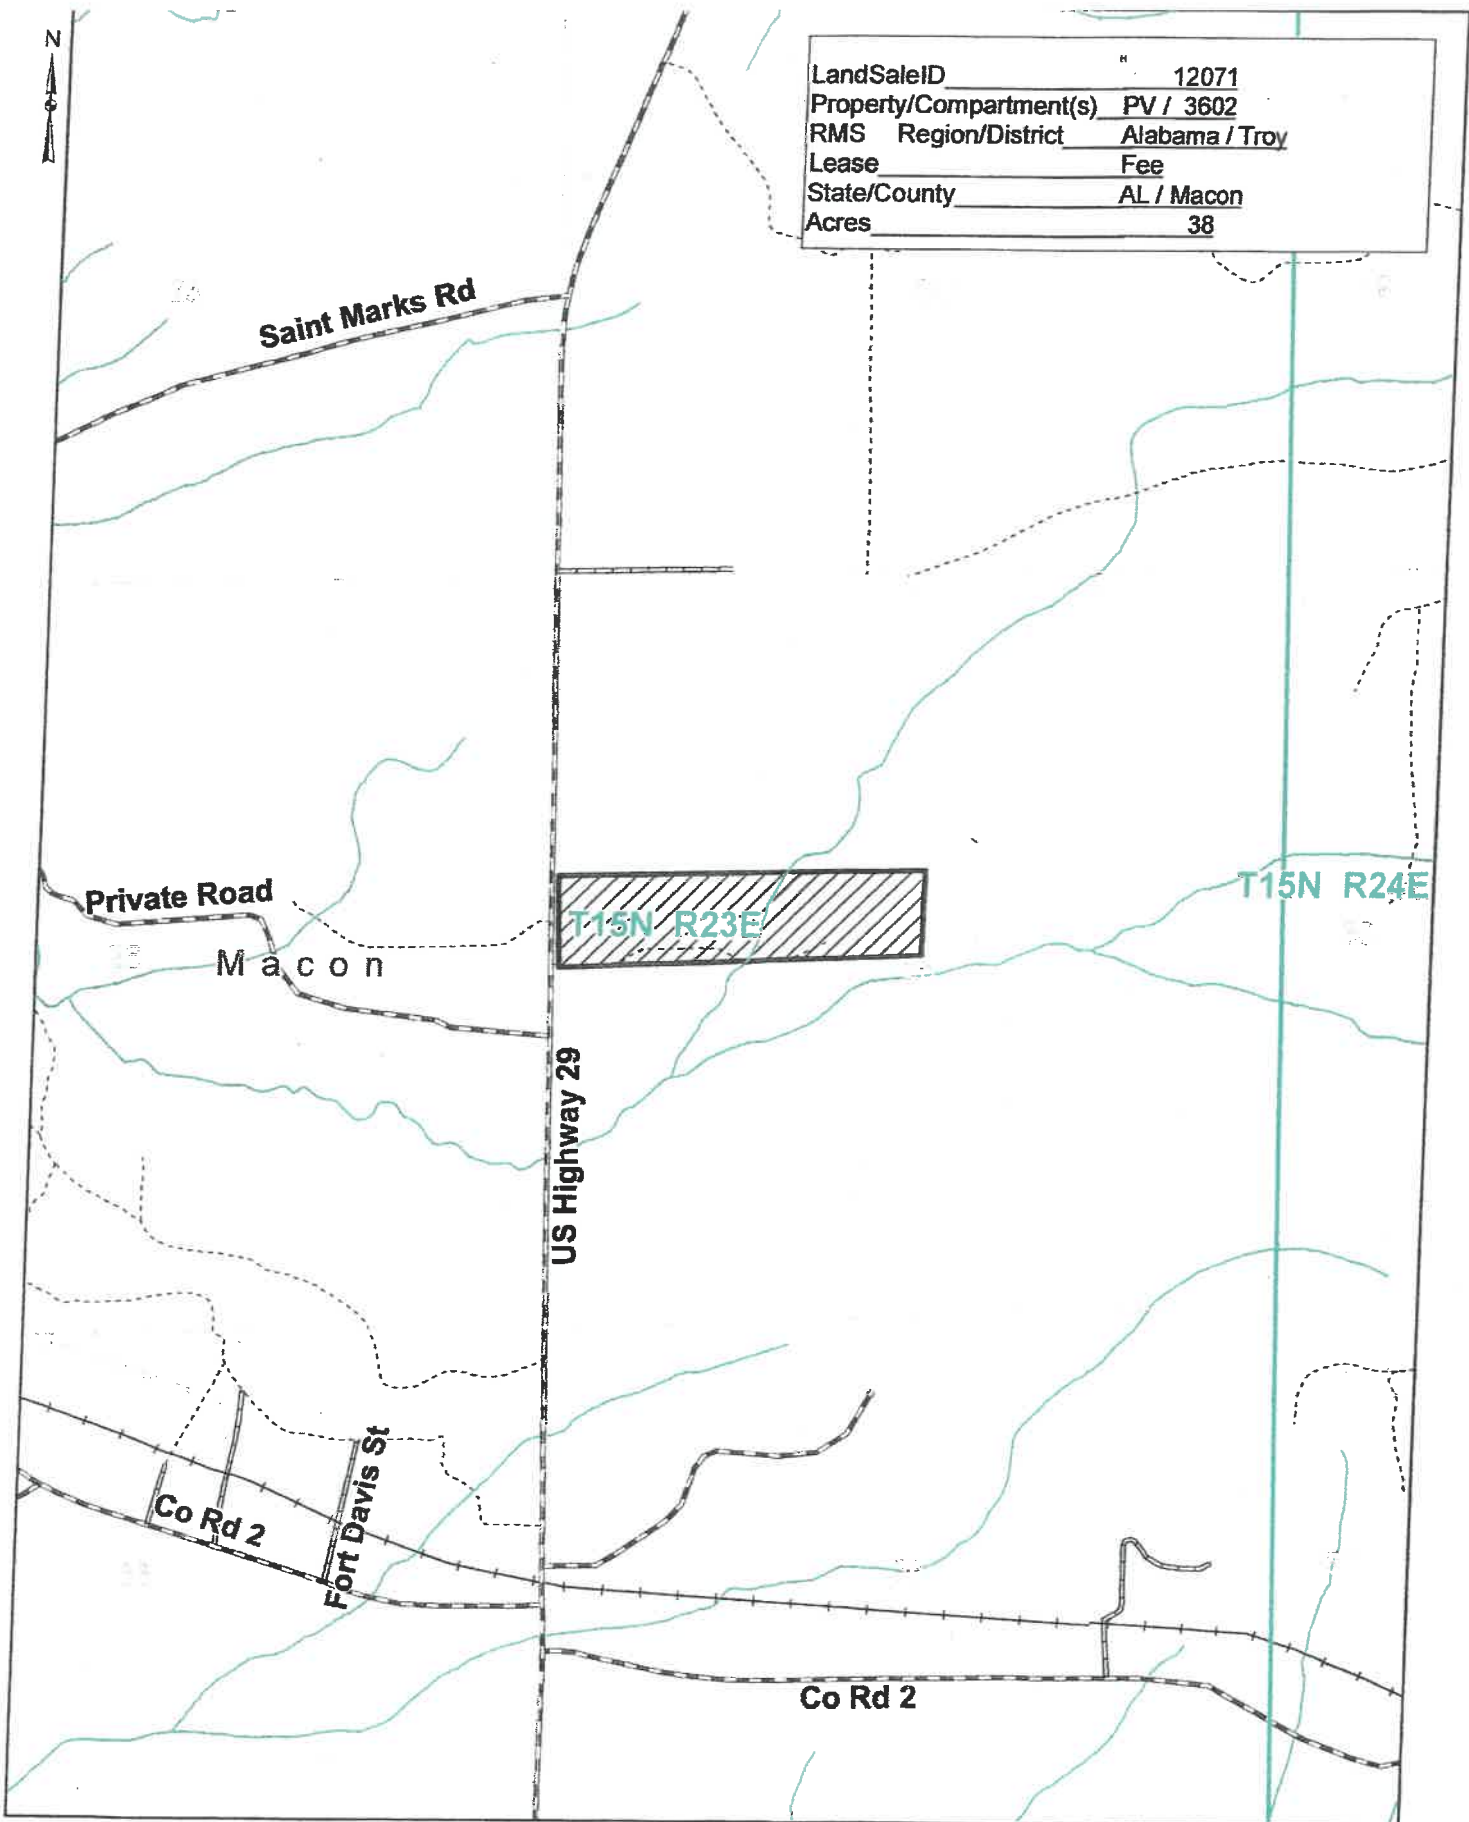 N
LandSaleID 12071
Property/Compartment(s) PV / 3602
RMS Region/District Alabama / Troy
Lease Fee
State/County AL / Macon
Acres 38
Saint Marks Rd
Private Road
T15N R23E
T15N R24E
Macon
US Highway 29
Fort Davis St
Co Rd 2
Co Rd 2